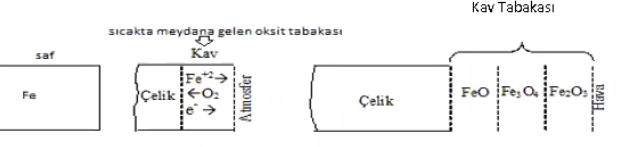 Kav Tabakası
sıcakta meydana gelen oksit tabakası
saf
Kav
Fe
Çelik
Fe⁺²→
←O₂
e⁻ →
Atmosfer
Çelik
FeO
Fe₃O₄
Fe₂O₃
Hava